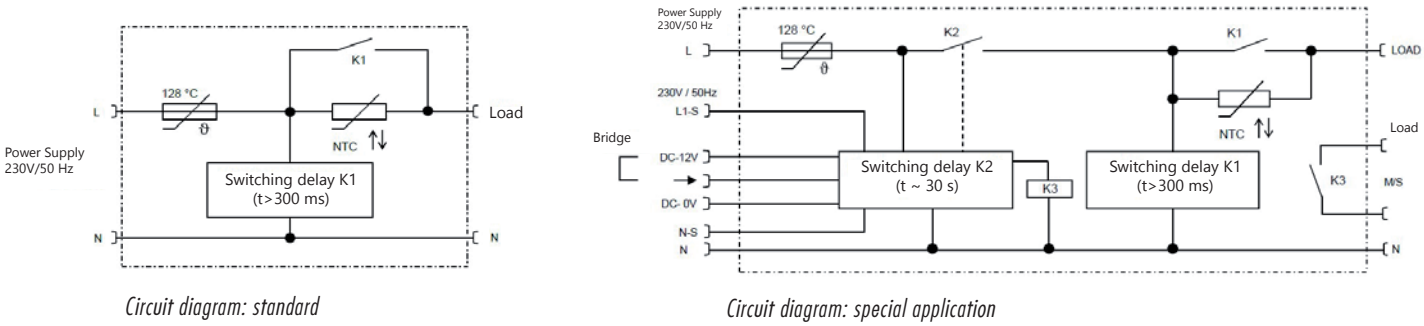 K1
128 °C
ϑ
L
Load
NTC
Power Supply
230V/50 Hz
Switching delay K1
(t>300 ms)
N
N
Circuit diagram: standard
Power Supply
230V/50 Hz
128 °C
K2
K1
L
LOAD
ϑ
230V / 50Hz
L1-S
NTC
Bridge
Load
DC-12V
Switching delay K2
(t ~ 30 s)
K3
Switching delay K1
(t>300 ms)
K3
M/S
DC- 0V
N-S
N
N
Circuit diagram: special application